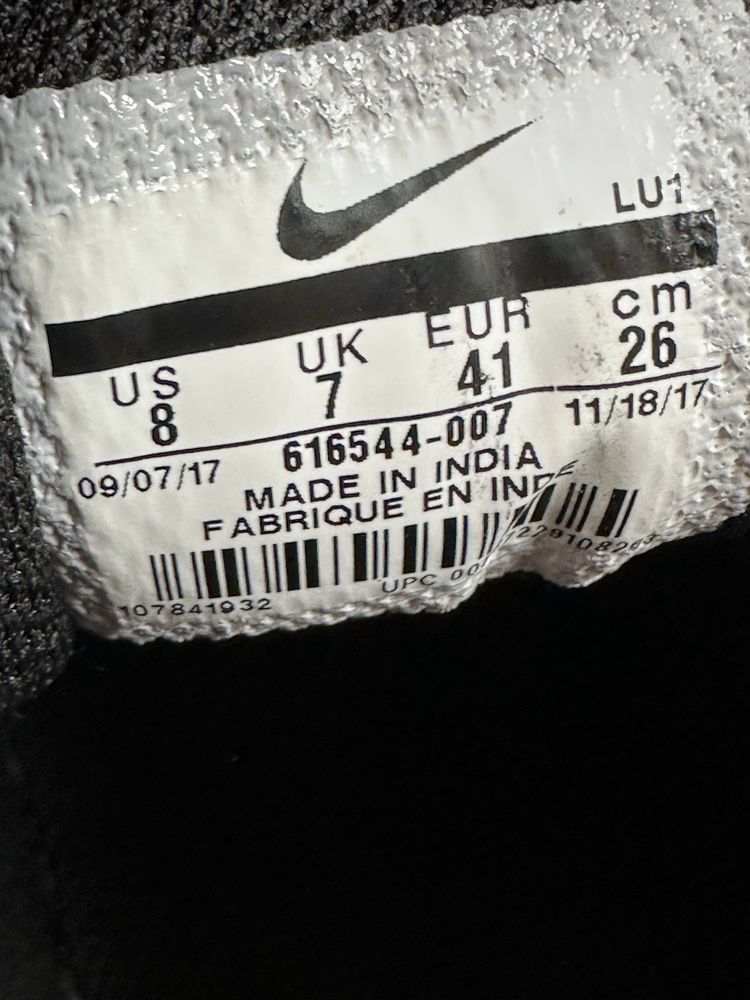 LU1
US UK EUR cm
8 7 41 26
09/07/17 616544-007 11/18/17
MADE IN INDIA
FABRIQUE EN INDE
107841932 UPC 00